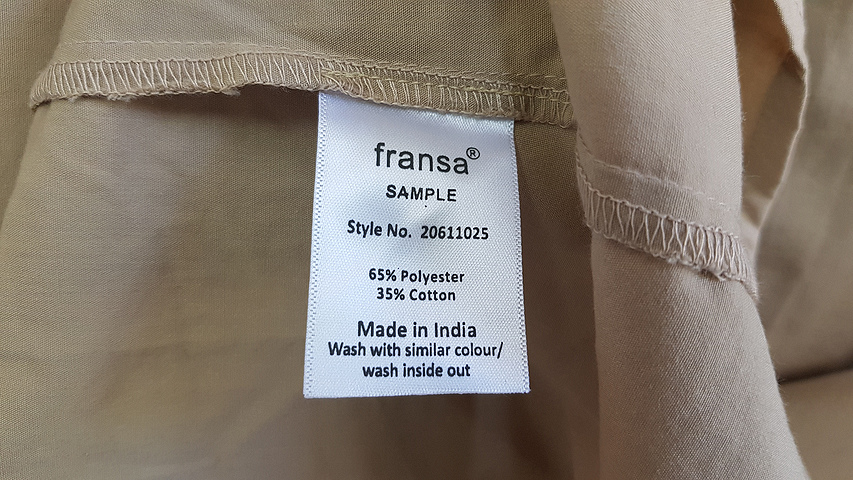 fransa®
SAMPLE
Style No. 20611025
65% Polyester
35% Cotton
Made in India
Wash with similar colour/
wash inside out